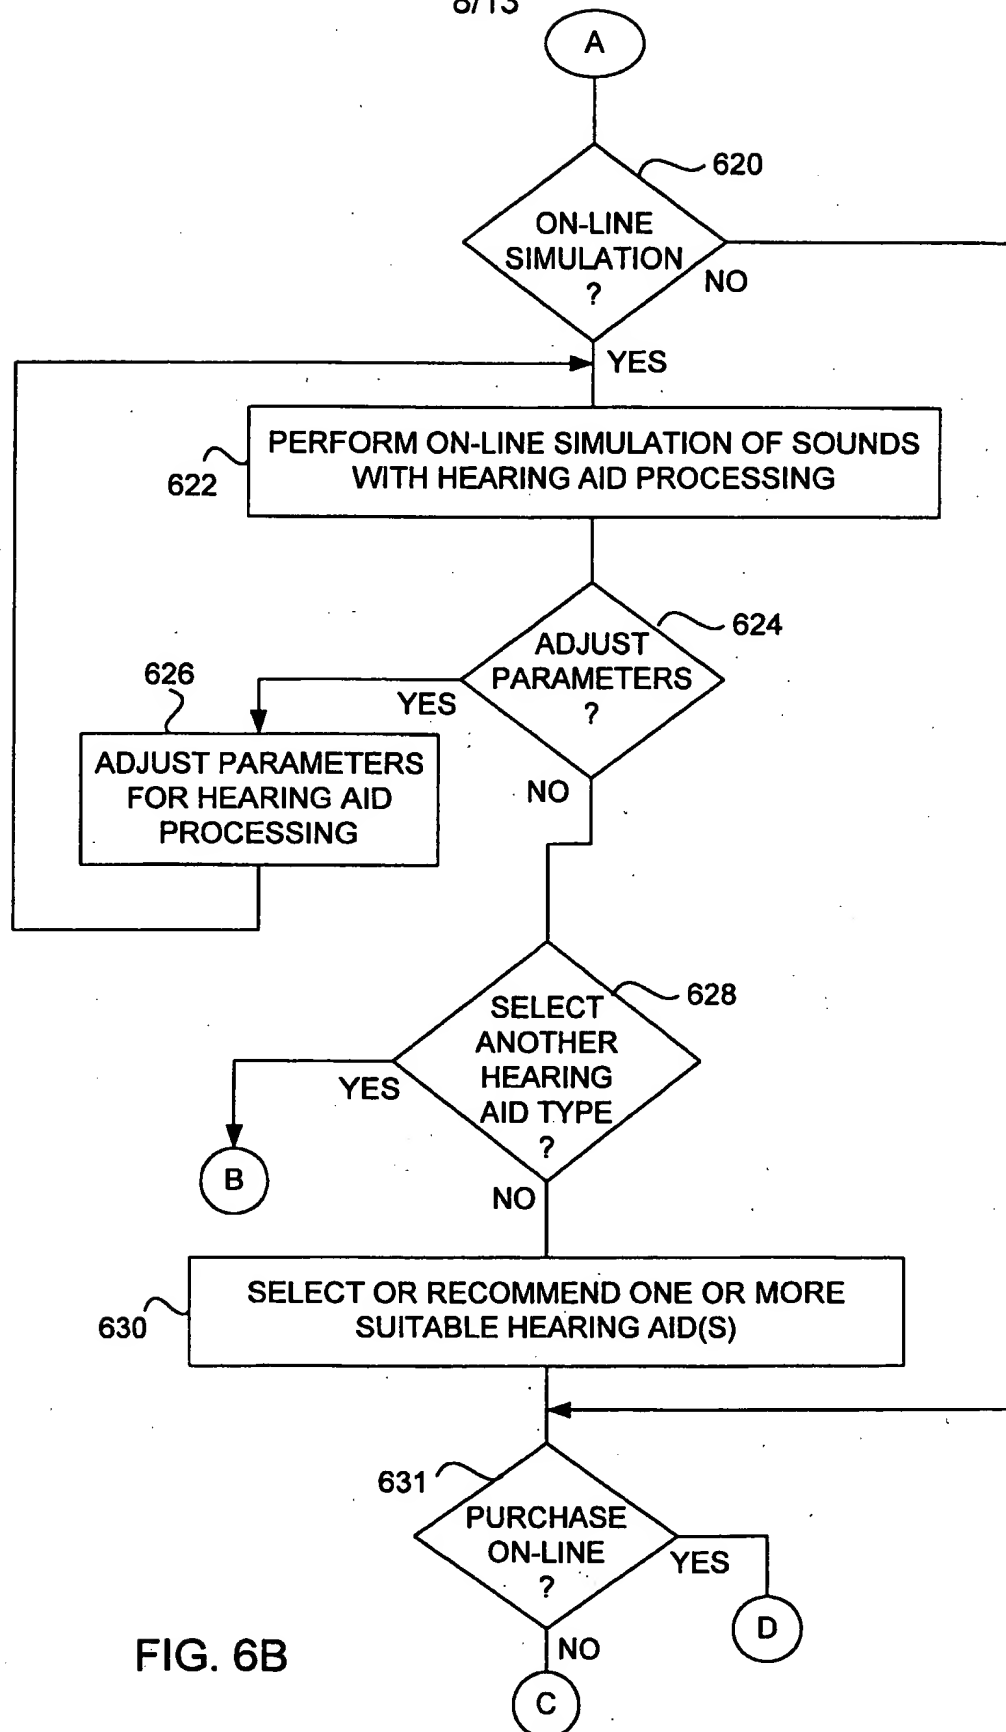 8/13
A
620
ON-LINE
SIMULATION
?
NO
YES
PERFORM ON-LINE SIMULATION OF SOUNDS
WITH HEARING AID PROCESSING
622
624
ADJUST
PARAMETERS
?
YES
626
ADJUST PARAMETERS
FOR HEARING AID
PROCESSING
NO
628
SELECT
ANOTHER
HEARING
AID TYPE
?
YES
B
NO
SELECT OR RECOMMEND ONE OR MORE
SUITABLE HEARING AID(S)
630
631
PURCHASE
ON-LINE
?
YES
D
NO
C
FIG. 6B